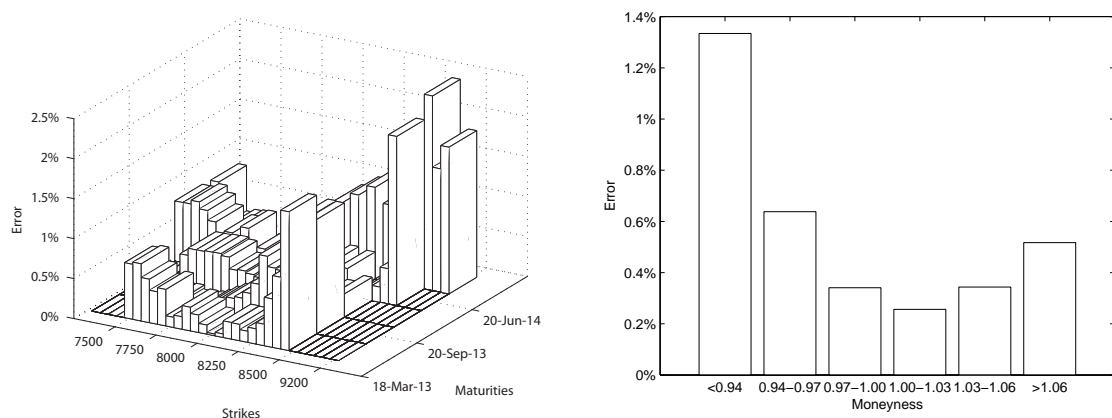 2.5%
2%
1.5%
1%
0.5%
0%
Error
7500
7750
8000
8250
8500
9200
Strikes
18-Mar-13
20-Sep-13
20-Jun-14
Maturities
1.4%
1.2%
1%
0.8%
0.6%
0.4%
0.2%
0%
Error
<0.94 0.94−0.97 0.97−1.00 1.00−1.03 1.03−1.06 >1.06
Moneyness